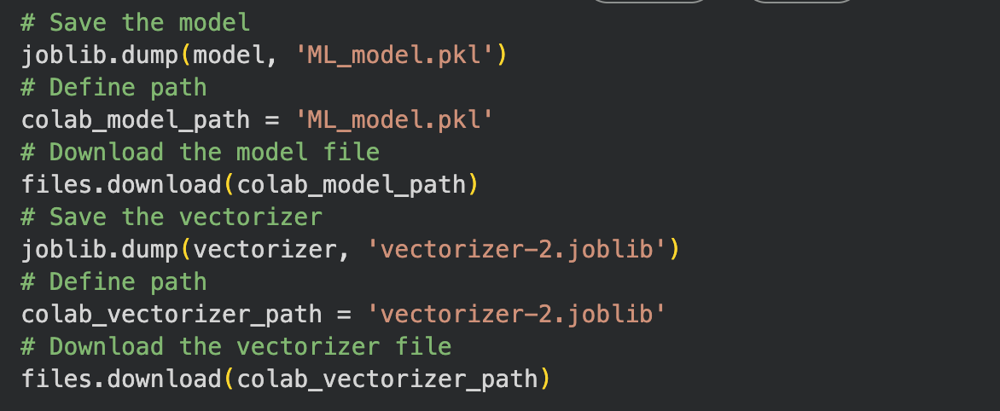 # Save the model
joblib.dump(model, 'ML_model.pkl')
# Define path
colab_model_path = 'ML_model.pkl'
# Download the model file
files.download(colab_model_path)
# Save the vectorizer
joblib.dump(vectorizer, 'vectorizer-2.joblib')
# Define path
colab_vectorizer_path = 'vectorizer-2.joblib'
# Download the vectorizer file
files.download(colab_vectorizer_path)